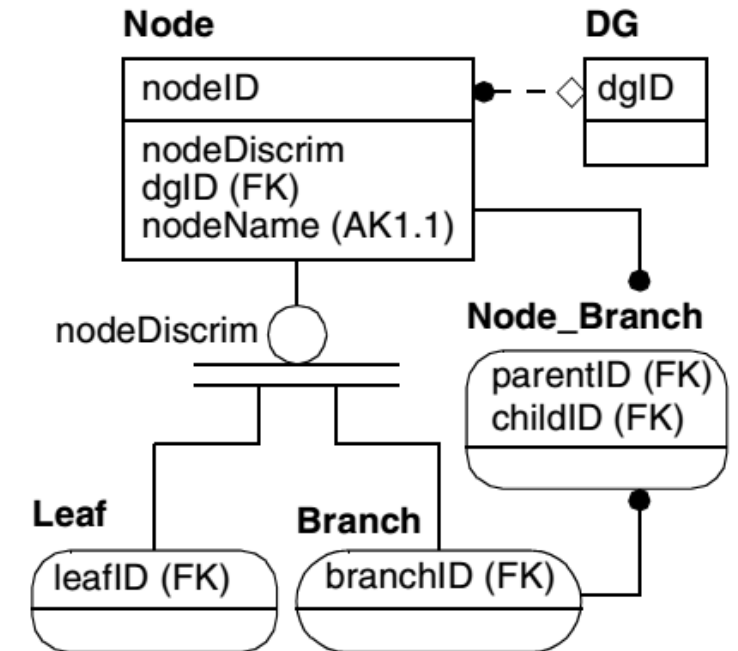 Node
DG
nodeID
dgID
nodeDiscrim
dgID (FK)
nodeName (AK1.1)
nodeDiscrim
Node_Branch
parentID (FK)
childID (FK)
Leaf
Branch
leafID (FK)
branchID (FK)